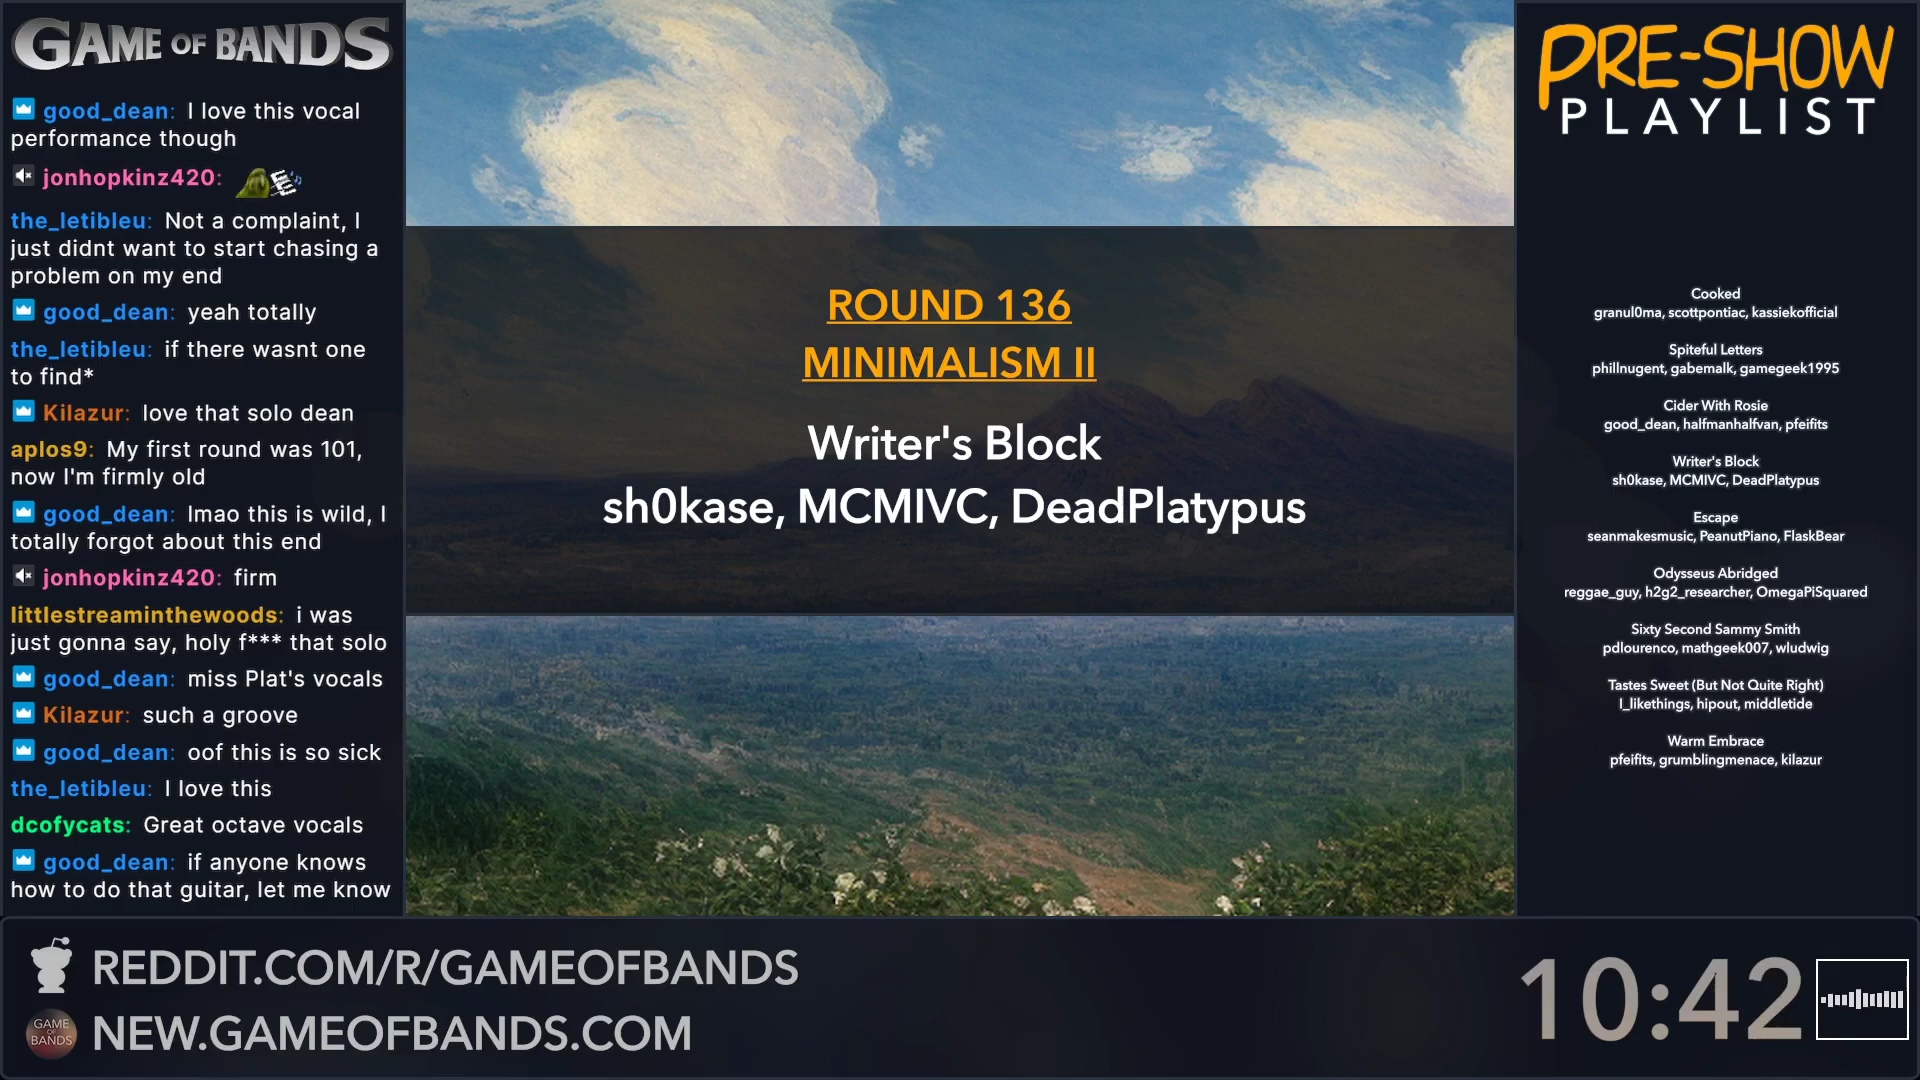 GAME OF BANDS
good_dean: I love this vocal
performance though
jonhopkinz420:
the_letibleu: Not a complaint, I
just didnt want to start chasing a
problem on my end
good_dean: yeah totally
the_letibleu: if there wasnt one
to find*
Kilazur: love that solo dean
aplos9: My first round was 101,
now I'm firmly old
good_dean: lmao this is wild, I
totally forgot about this end
jonhopkinz420: firm
littlestreaminthewoods: i was
just gonna say, holy f*** that solo
good_dean: miss Plat's vocals
Kilazur: such a groove
good_dean: oof this is so sick
the_letibleu: I love this
dcofycats: Great octave vocals
good_dean: if anyone knows
how to do that guitar, let me know
ROUND 136
MINIMALISM II
Writer's Block
sh0kase, MCMIVC, DeadPlatypus
PRE-SHOW
PLAYLIST
Cooked
granul0ma, scottpontiac, kassiekofficial
Spiteful Letters
phillnugent, gabemalk, gamegeek1995
Cider With Rosie
good_dean, halfmanhalfvan, pfeifits
Writer's Block
sh0kase, MCMIVC, DeadPlatypus
Escape
seanmakesmusic, PeanutPiano, FlaskBear
Odysseus Abridged
reggae_guy, h2g2_researcher, OmegaPiSquared
Sixty Second Sammy Smith
pdlourenco, mathgeek007, wludwig
Tastes Sweet (But Not Quite Right)
I_likethings, hipout, middletide
Warm Embrace
pfeifits, grumblingmenace, kilazur
REDDIT.COM/R/GAMEOFBANDS
GAME
OF
BANDS
NEW.GAMEOFBANDS.COM
10:42